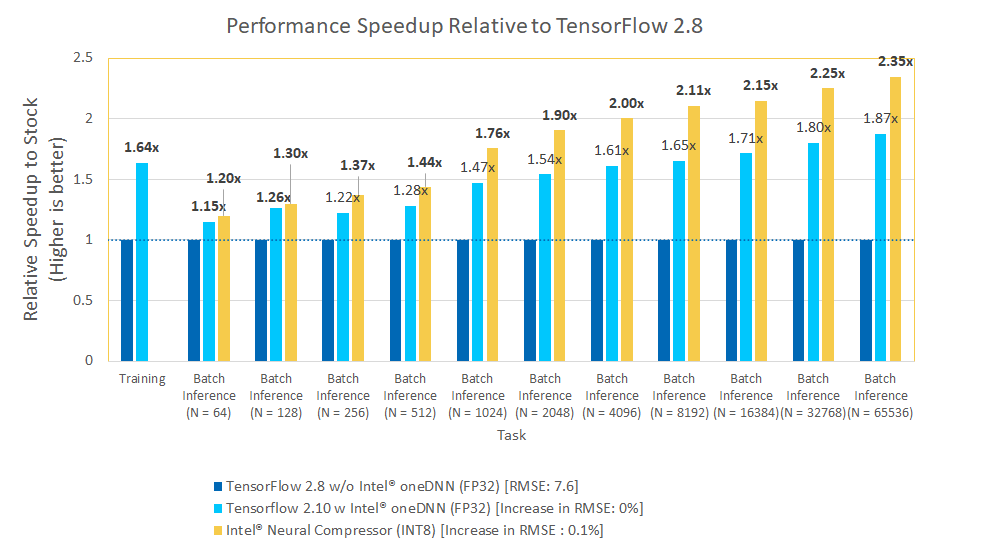 Performance Speedup Relative to TensorFlow 2.8
Relative Speedup to Stock
(Higher is better)
2.5
2
1.5
1
0.5
0
1.64x
1.15x
1.20x
1.26x
1.30x
1.22x
1.37x
1.28x
1.44x
1.47x
1.76x
1.54x
1.90x
1.61x
2.00x
1.65x
2.11x
1.71x
2.15x
1.80x
2.25x
1.87x
2.35x
Training
Batch
Inference
(N = 64)
Batch
Inference
(N = 128)
Batch
Inference
(N = 256)
Batch
Inference
(N = 512)
Batch
Inference
(N = 1024)
Batch
Inference
(N = 2048)
Batch
Inference
(N = 4096)
Batch
Inference
(N = 8192)
Batch
Inference
(N = 16384)
Batch
Inference
(N = 32768)
Batch
Inference
(N = 65536)
Task
TensorFlow 2.8 w/o Intel® oneDNN (FP32) [RMSE: 7.6]
Tensorflow 2.10 w Intel® oneDNN (FP32) [Increase in RMSE: 0%]
Intel® Neural Compressor (INT8) [Increase in RMSE : 0.1%]